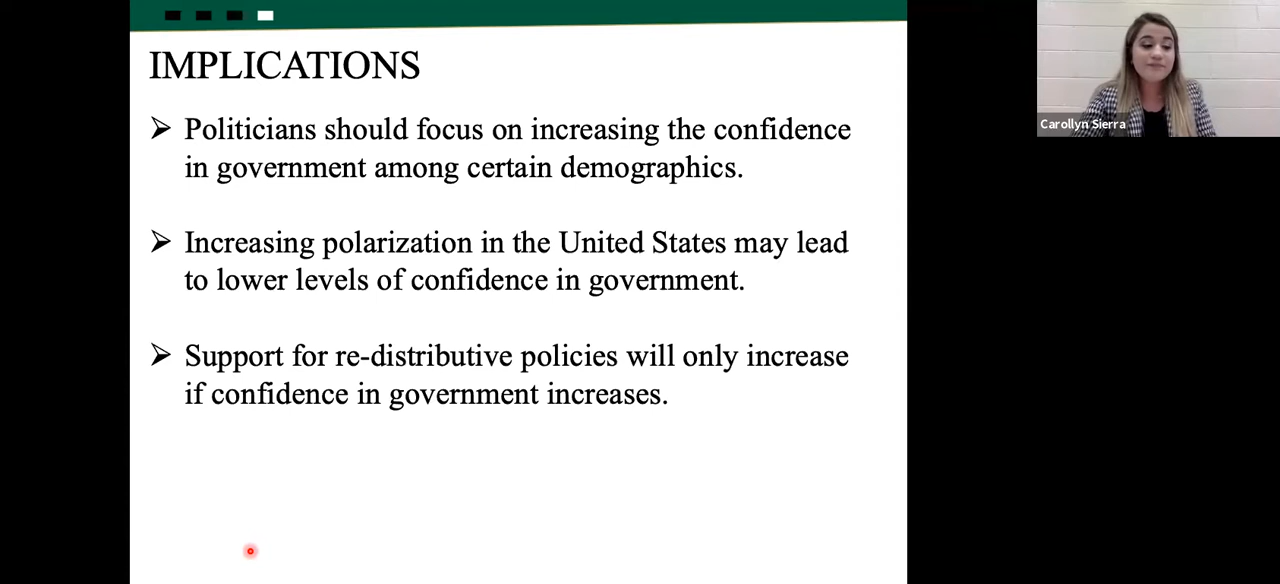 IMPLICATIONS
➢ Politicians should focus on increasing the confidence
in government among certain demographics.
➢ Increasing polarization in the United States may lead
to lower levels of confidence in government.
➢ Support for re-distributive policies will only increase
if confidence in government increases.
Carollyn Sierra